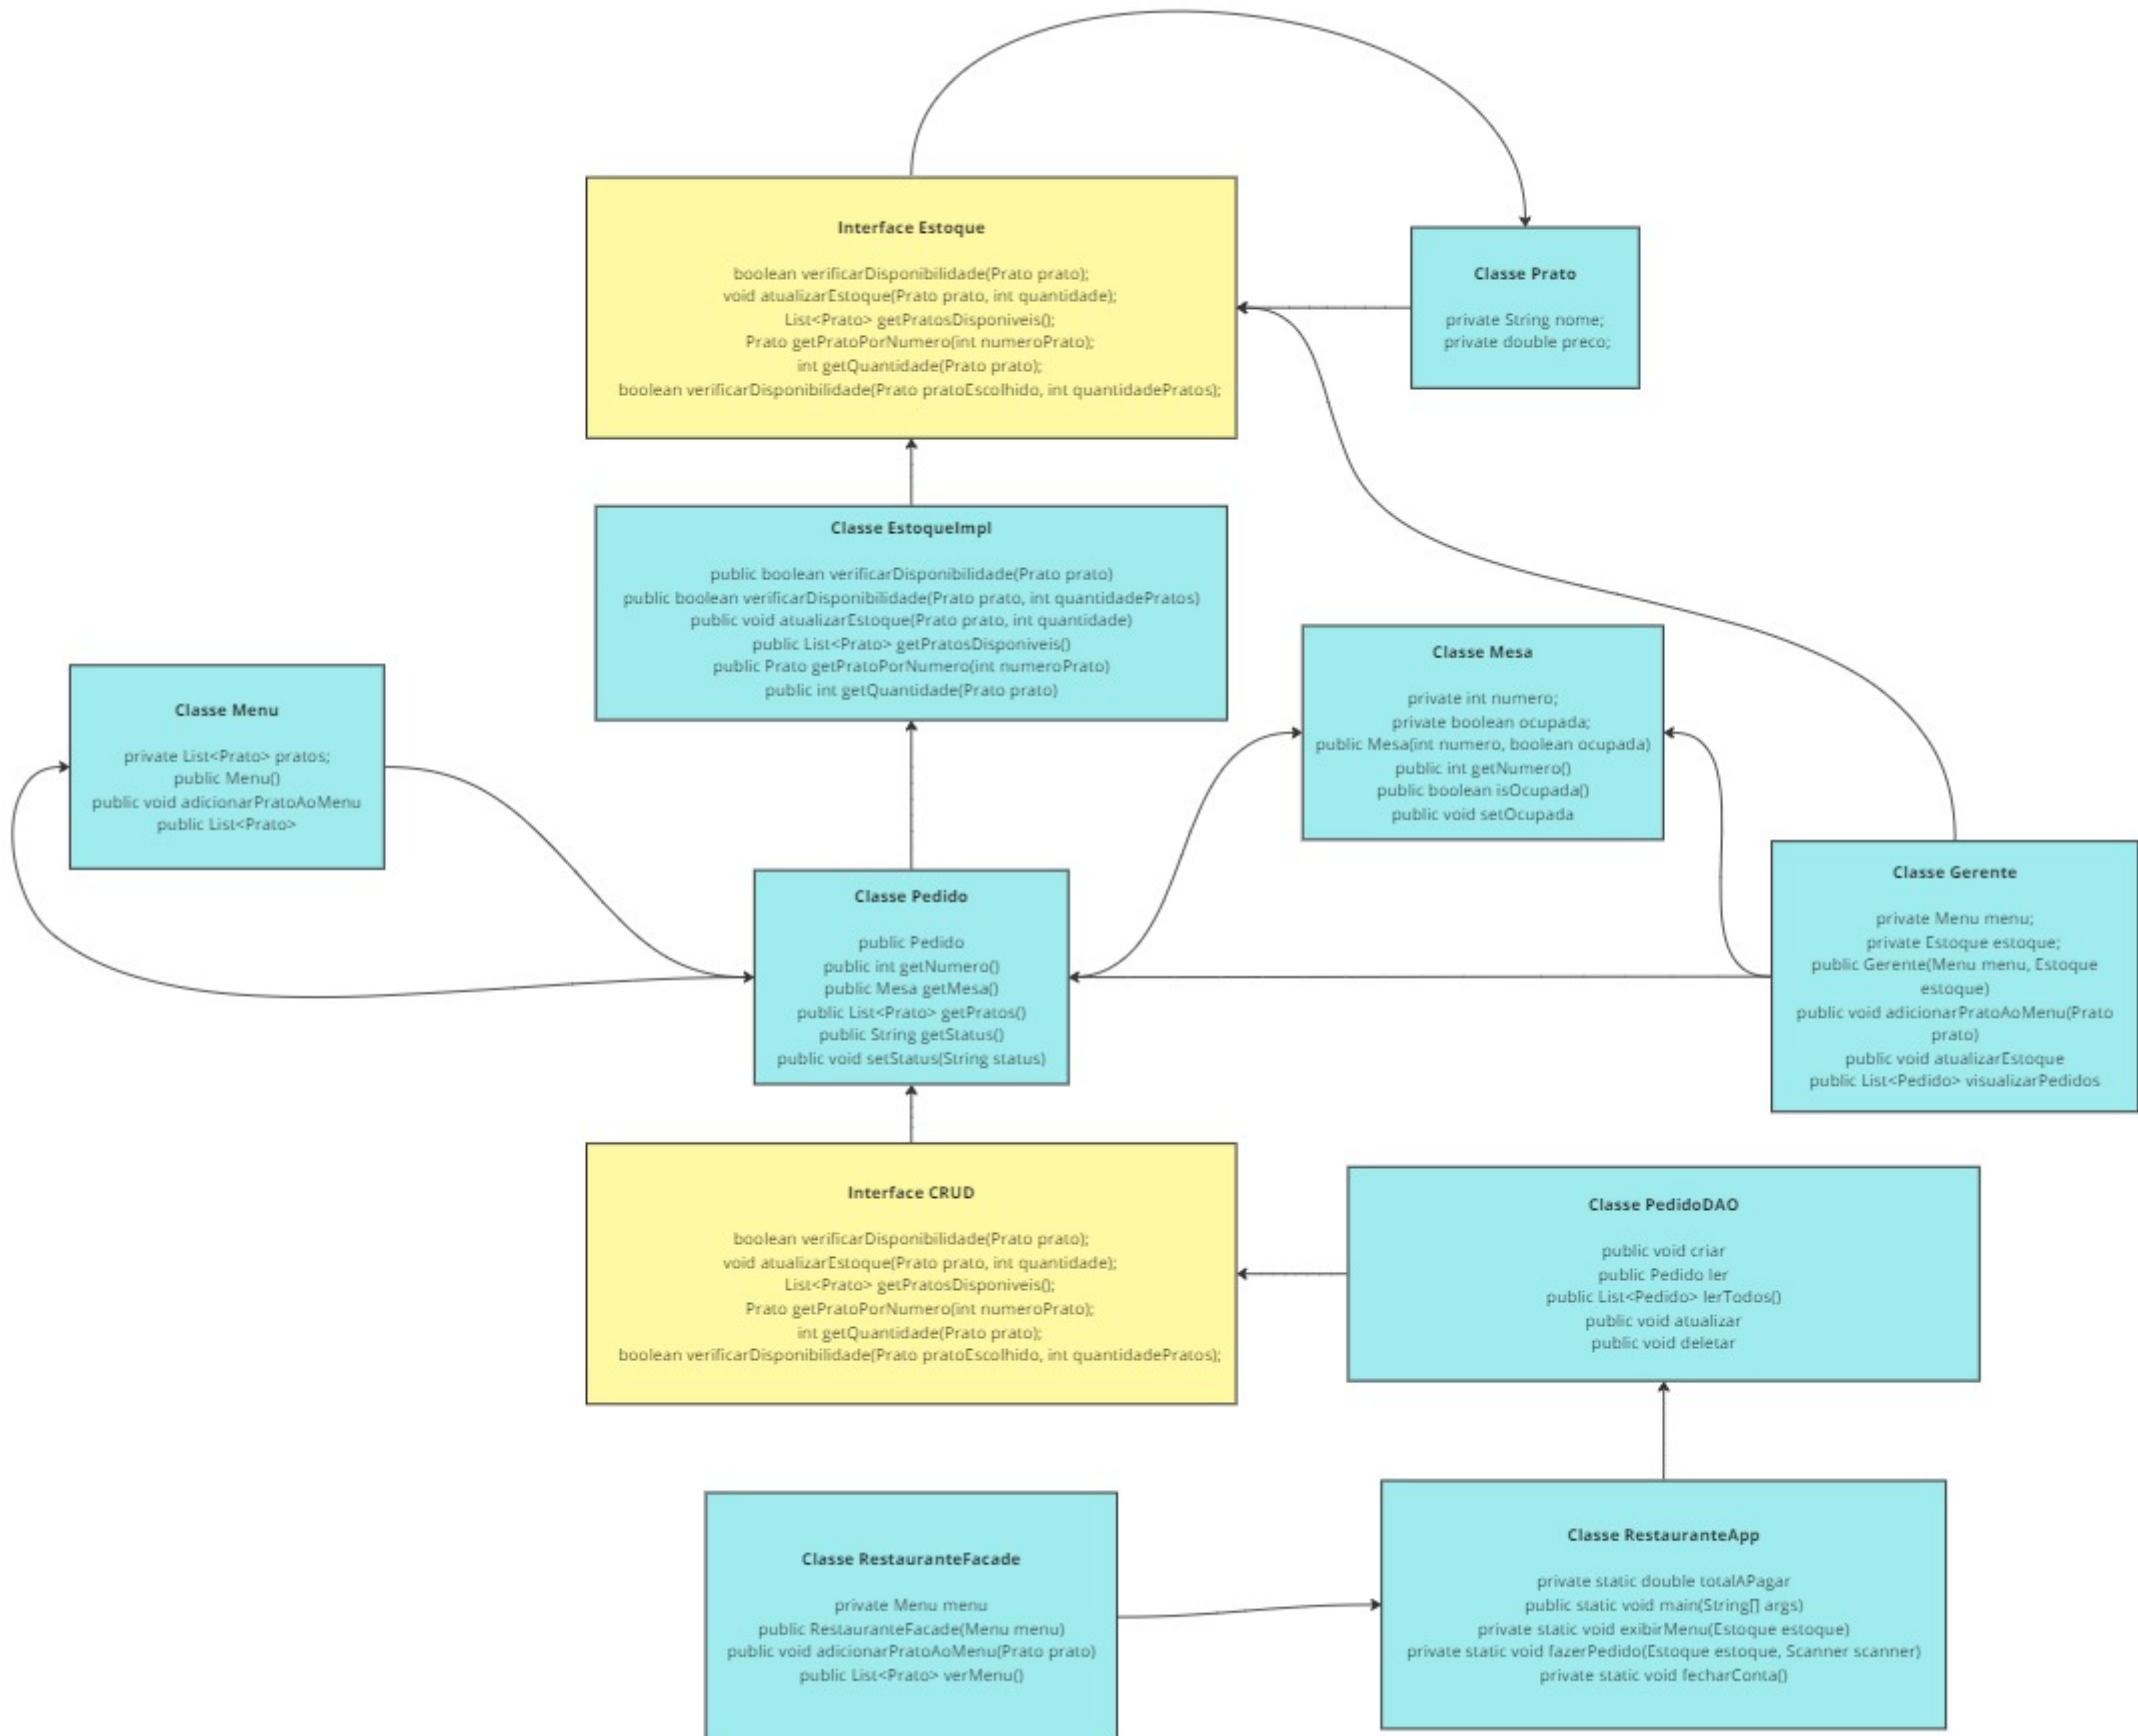 Interface Estoque
boolean verificarDisponibilidade(Prato prato);
void atualizarEstoque(Prato prato, int quantidade);
List<Prato> getPratosDisponiveis();
Prato getPratoPorNumero(int numeroPrato);
int getQuantidade(Prato prato);
boolean verificarDisponibilidade(Prato pratoEscolhido, int quantidadePratos);
Classe Prato
private String nome;
private double preco;
Classe EstoqueImpl
public boolean verificarDisponibilidade(Prato prato)
public boolean verificarDisponibilidade(Prato prato, int quantidadePratos)
public void atualizarEstoque(Prato prato, int quantidade)
public List<Prato> getPratosDisponiveis()
public Prato getPratoPorNumero(int numeroPrato)
public int getQuantidade(Prato prato)
Classe Menu
private List<Prato> pratos;
public Menu()
public void adicionarPratoAoMenu
public List<Prato>
Classe Mesa
private int numero;
private boolean ocupada;
public Mesa(int numero, boolean ocupada)
public int getNumero()
public boolean isOcupada()
public void setOcupada
Classe Pedido
public Pedido
public int getNumero()
public Mesa getMesa()
public List<Prato> getPratos()
public String getStatus()
public void setStatus(String status)
Classe Gerente
private Menu menu;
private Estoque estoque;
public Gerente(Menu menu, Estoque
estoque)
public void adicionarPratoAoMenu(Prato
prato)
public void atualizarEstoque
public List<Pedido> visualizarPedidos
Interface CRUD
boolean verificarDisponibilidade(Prato prato);
void atualizarEstoque(Prato prato, int quantidade);
List<Prato> getPratosDisponiveis();
Prato getPratoPorNumero(int numeroPrato);
int getQuantidade(Prato prato);
boolean verificarDisponibilidade(Prato pratoEscolhido, int quantidadePratos);
Classe PedidoDAO
public void criar
public Pedido ler
public List<Pedido> lerTodos()
public void atualizar
public void deletar
Classe RestauranteFacade
private Menu menu
public RestauranteFacade(Menu menu)
public void adicionarPratoAoMenu(Prato prato)
public List<Prato> verMenu()
Classe RestauranteApp
private static double totalAPagar
public static void main(String[] args)
private static void exibirMenu(Estoque estoque)
private static void fazerPedido(Estoque estoque, Scanner scanner)
private static void fecharConta()